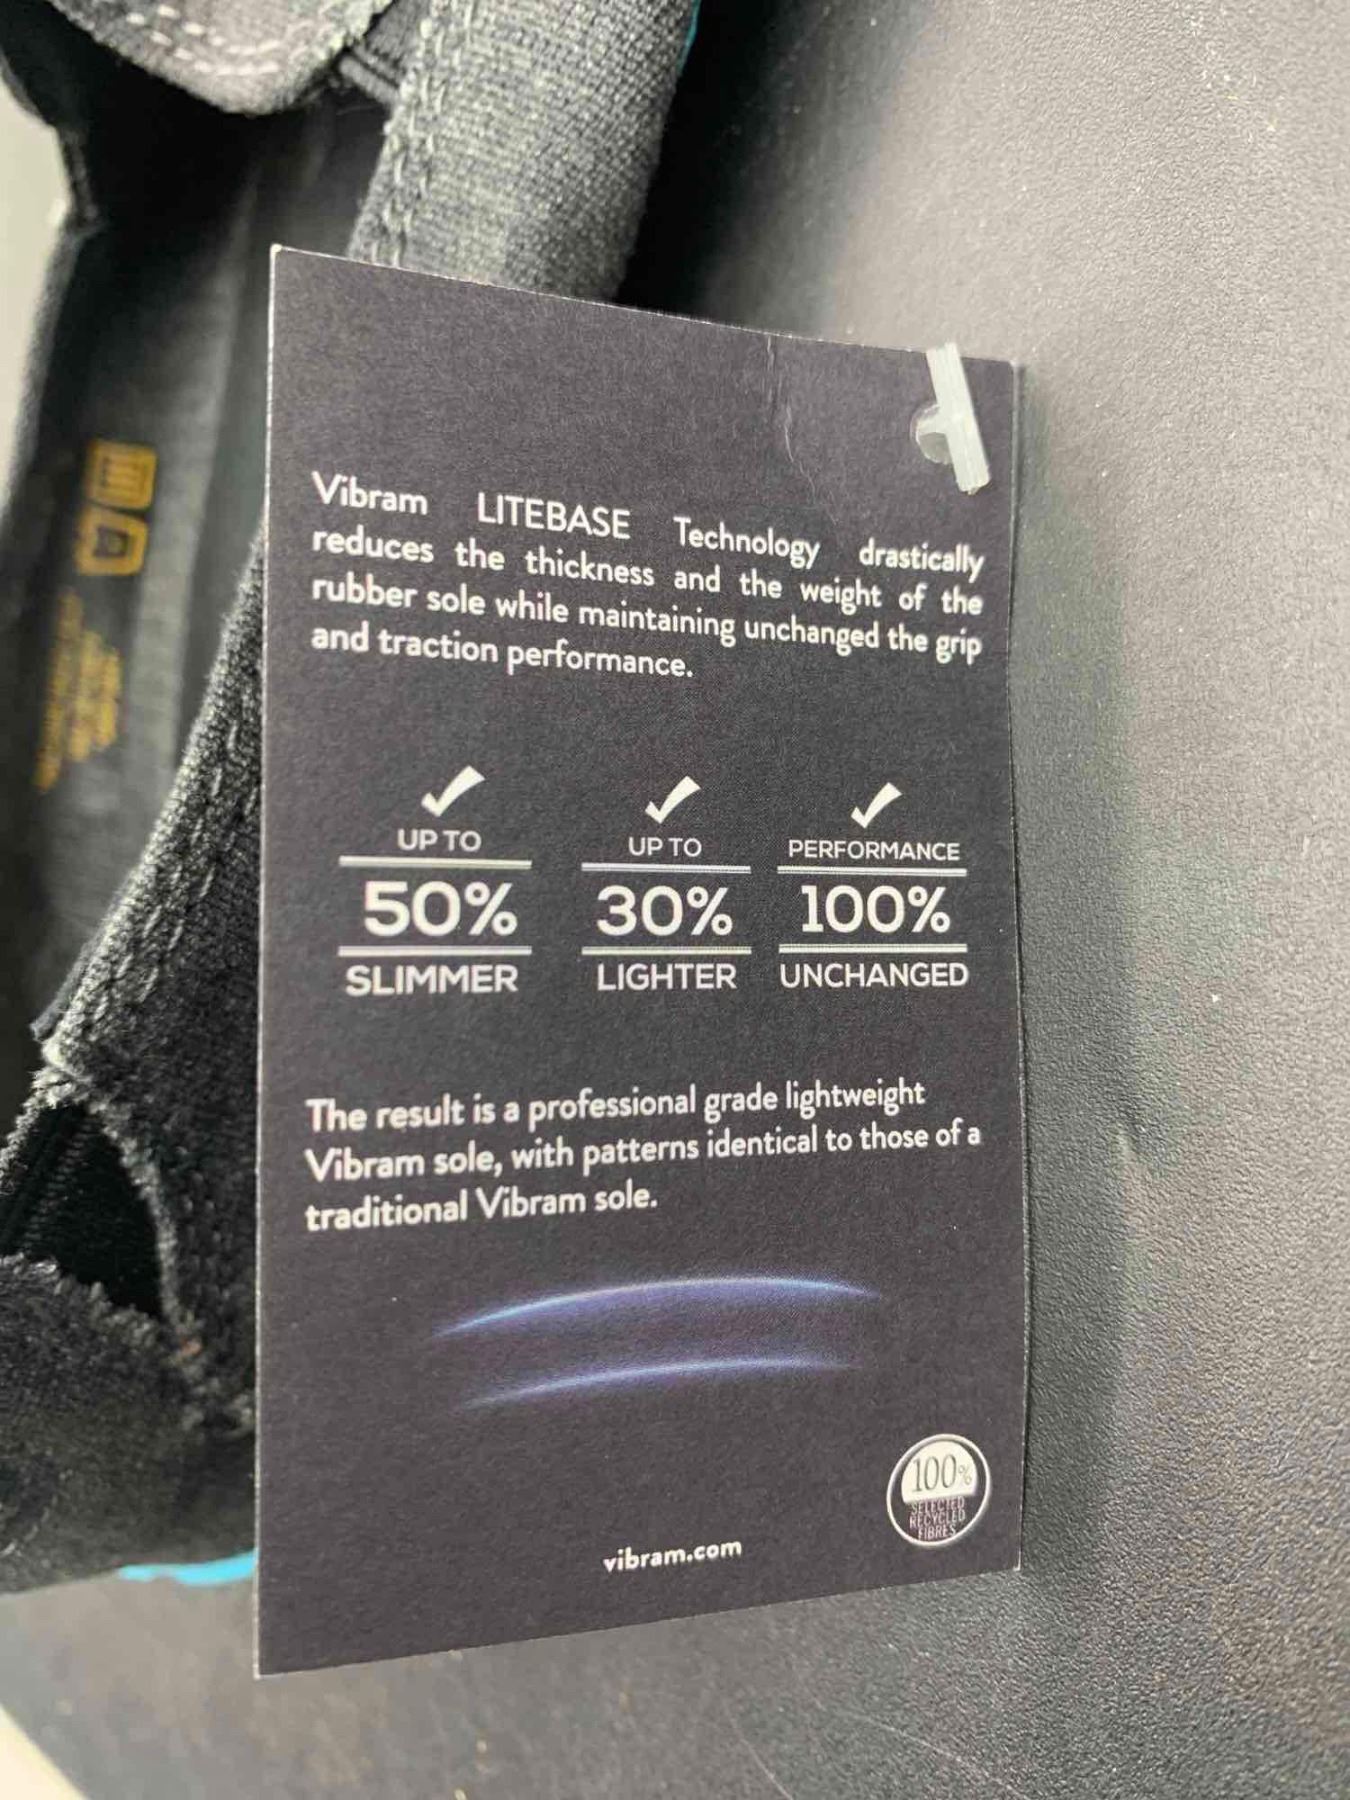 Vibram LITEBASE Technology drastically
reduces the thickness and the weight of the
rubber sole while maintaining unchanged the grip
and traction performance.
UP TO
50%
SLIMMER
UP TO
30%
LIGHTER
PERFORMANCE
100%
UNCHANGED
The result is a professional grade lightweight
Vibram sole, with patterns identical to those of a
traditional Vibram sole.
100%
SELECTED
RECYCLED
FIBRES
vibram.com